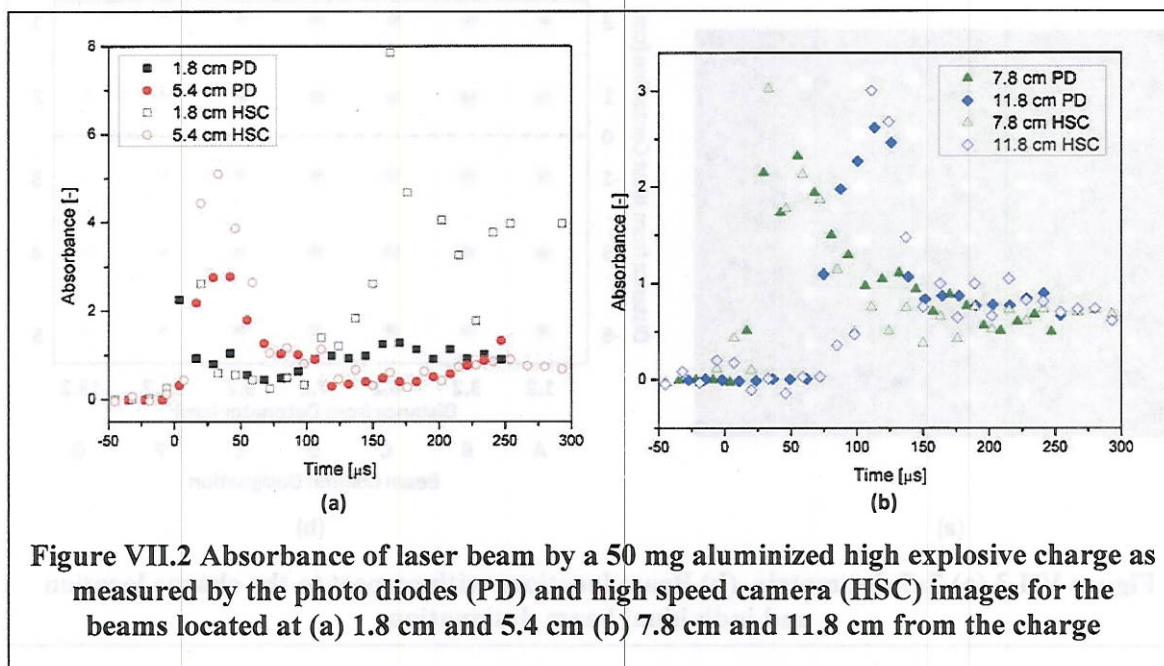 8
6
4
2
0
Absorbance [-]
1.8 cm PD
5.4 cm PD
1.8 cm HSC
5.4 cm HSC
-50 0 50 100 150 200 250 300
Time [µs]
(a)
3
2
1
0
Absorbance [-]
7.8 cm PD
11.8 cm PD
7.8 cm HSC
11.8 cm HSC
-50 0 50 100 150 200 250 300
Time [µs]
(b)
Figure VII.2 Absorbance of laser beam by a 50 mg aluminized high explosive charge as
measured by the photo diodes (PD) and high speed camera (HSC) images for the
beams located at (a) 1.8 cm and 5.4 cm (b) 7.8 cm and 11.8 cm from the charge